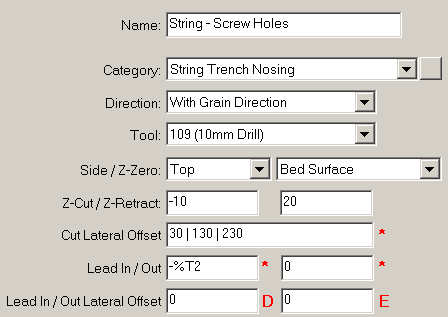 Name: String - Screw Holes
Category: String Trench Nosing
Direction: With Grain Direction
Tool: 109 (10mm Drill)
Side / Z-Zero: Top Bed Surface
Z-Cut / Z-Retract: -10 20
Cut Lateral Offset 30 | 130 | 230 *
Lead In / Out -%T2 * 0 *
Lead In / Out Lateral Offset 0 D 0 E